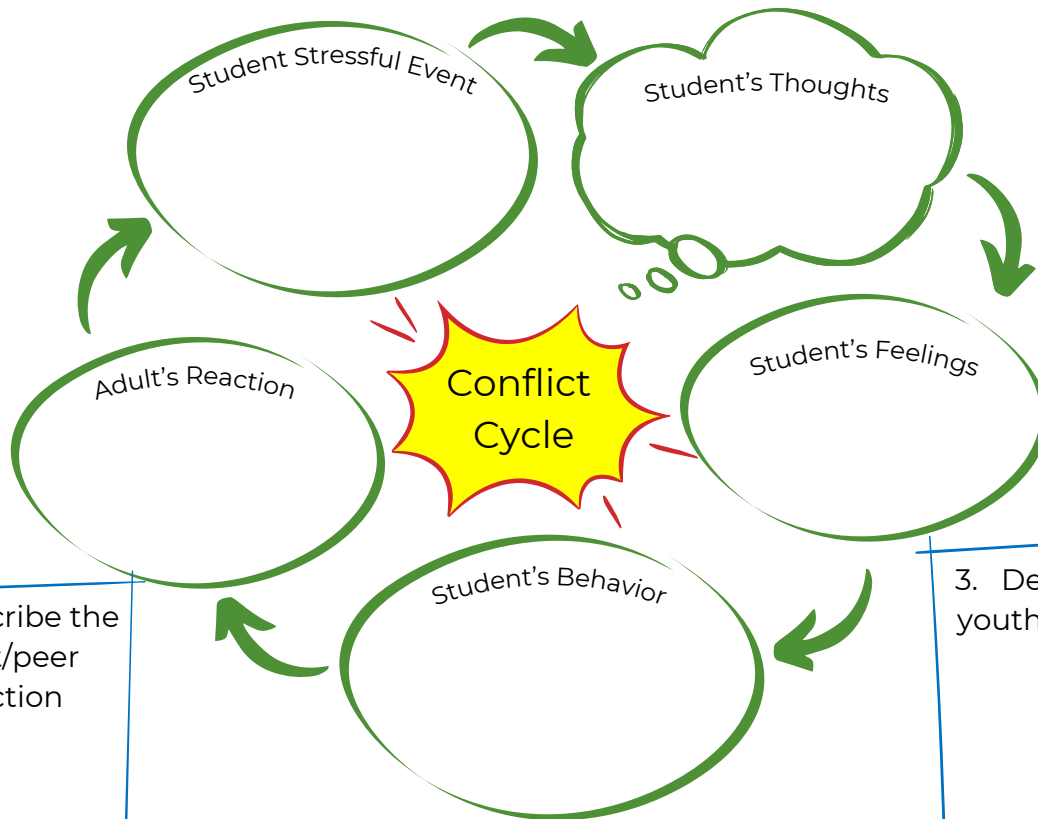 Student Stressful Event
Student's Thoughts
Student's Feelings
Adult's Reaction
Conflict
Cycle
Student's Behavior
cribe the
/peer
ction
3. De
youth